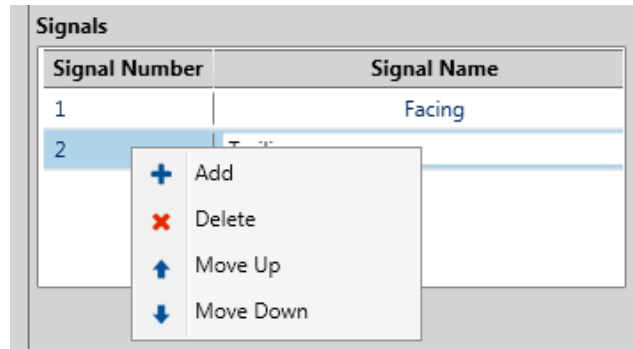 Signals
Signal Number Signal Name
1 Facing
2
Add
Delete
Move Up
Move Down